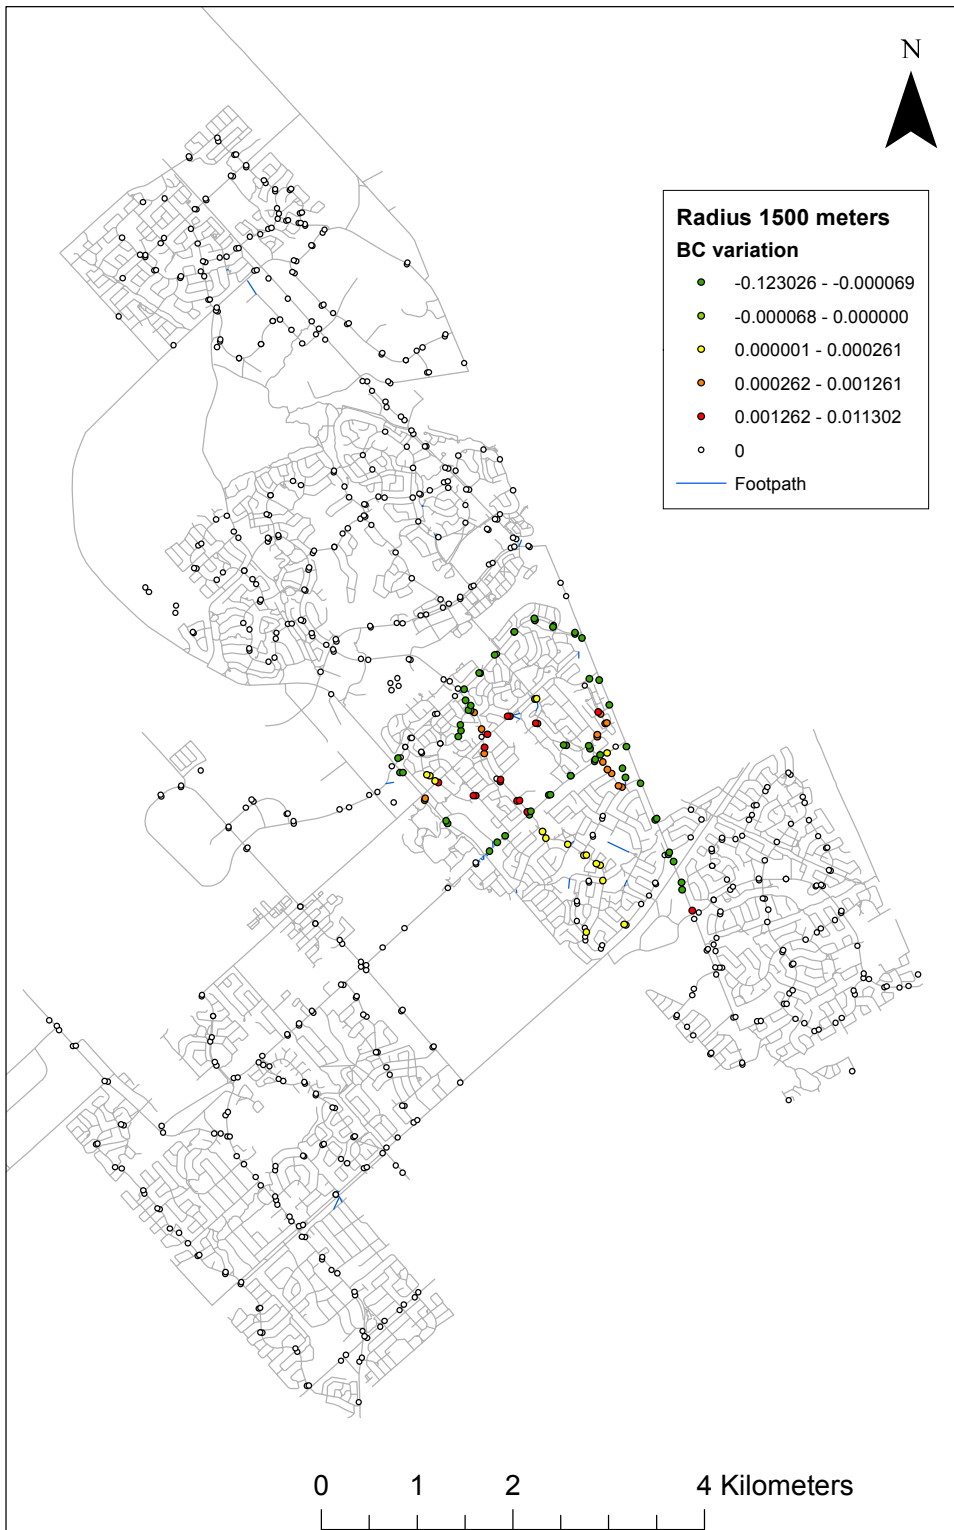 N
Radius 1500 meters
BC variation
-0.123026 - -0.000069
-0.000068 - 0.000000
0.000001 - 0.000261
0.000262 - 0.001261
0.001262 - 0.011302
0
Footpath
0 1 2 4 Kilometers